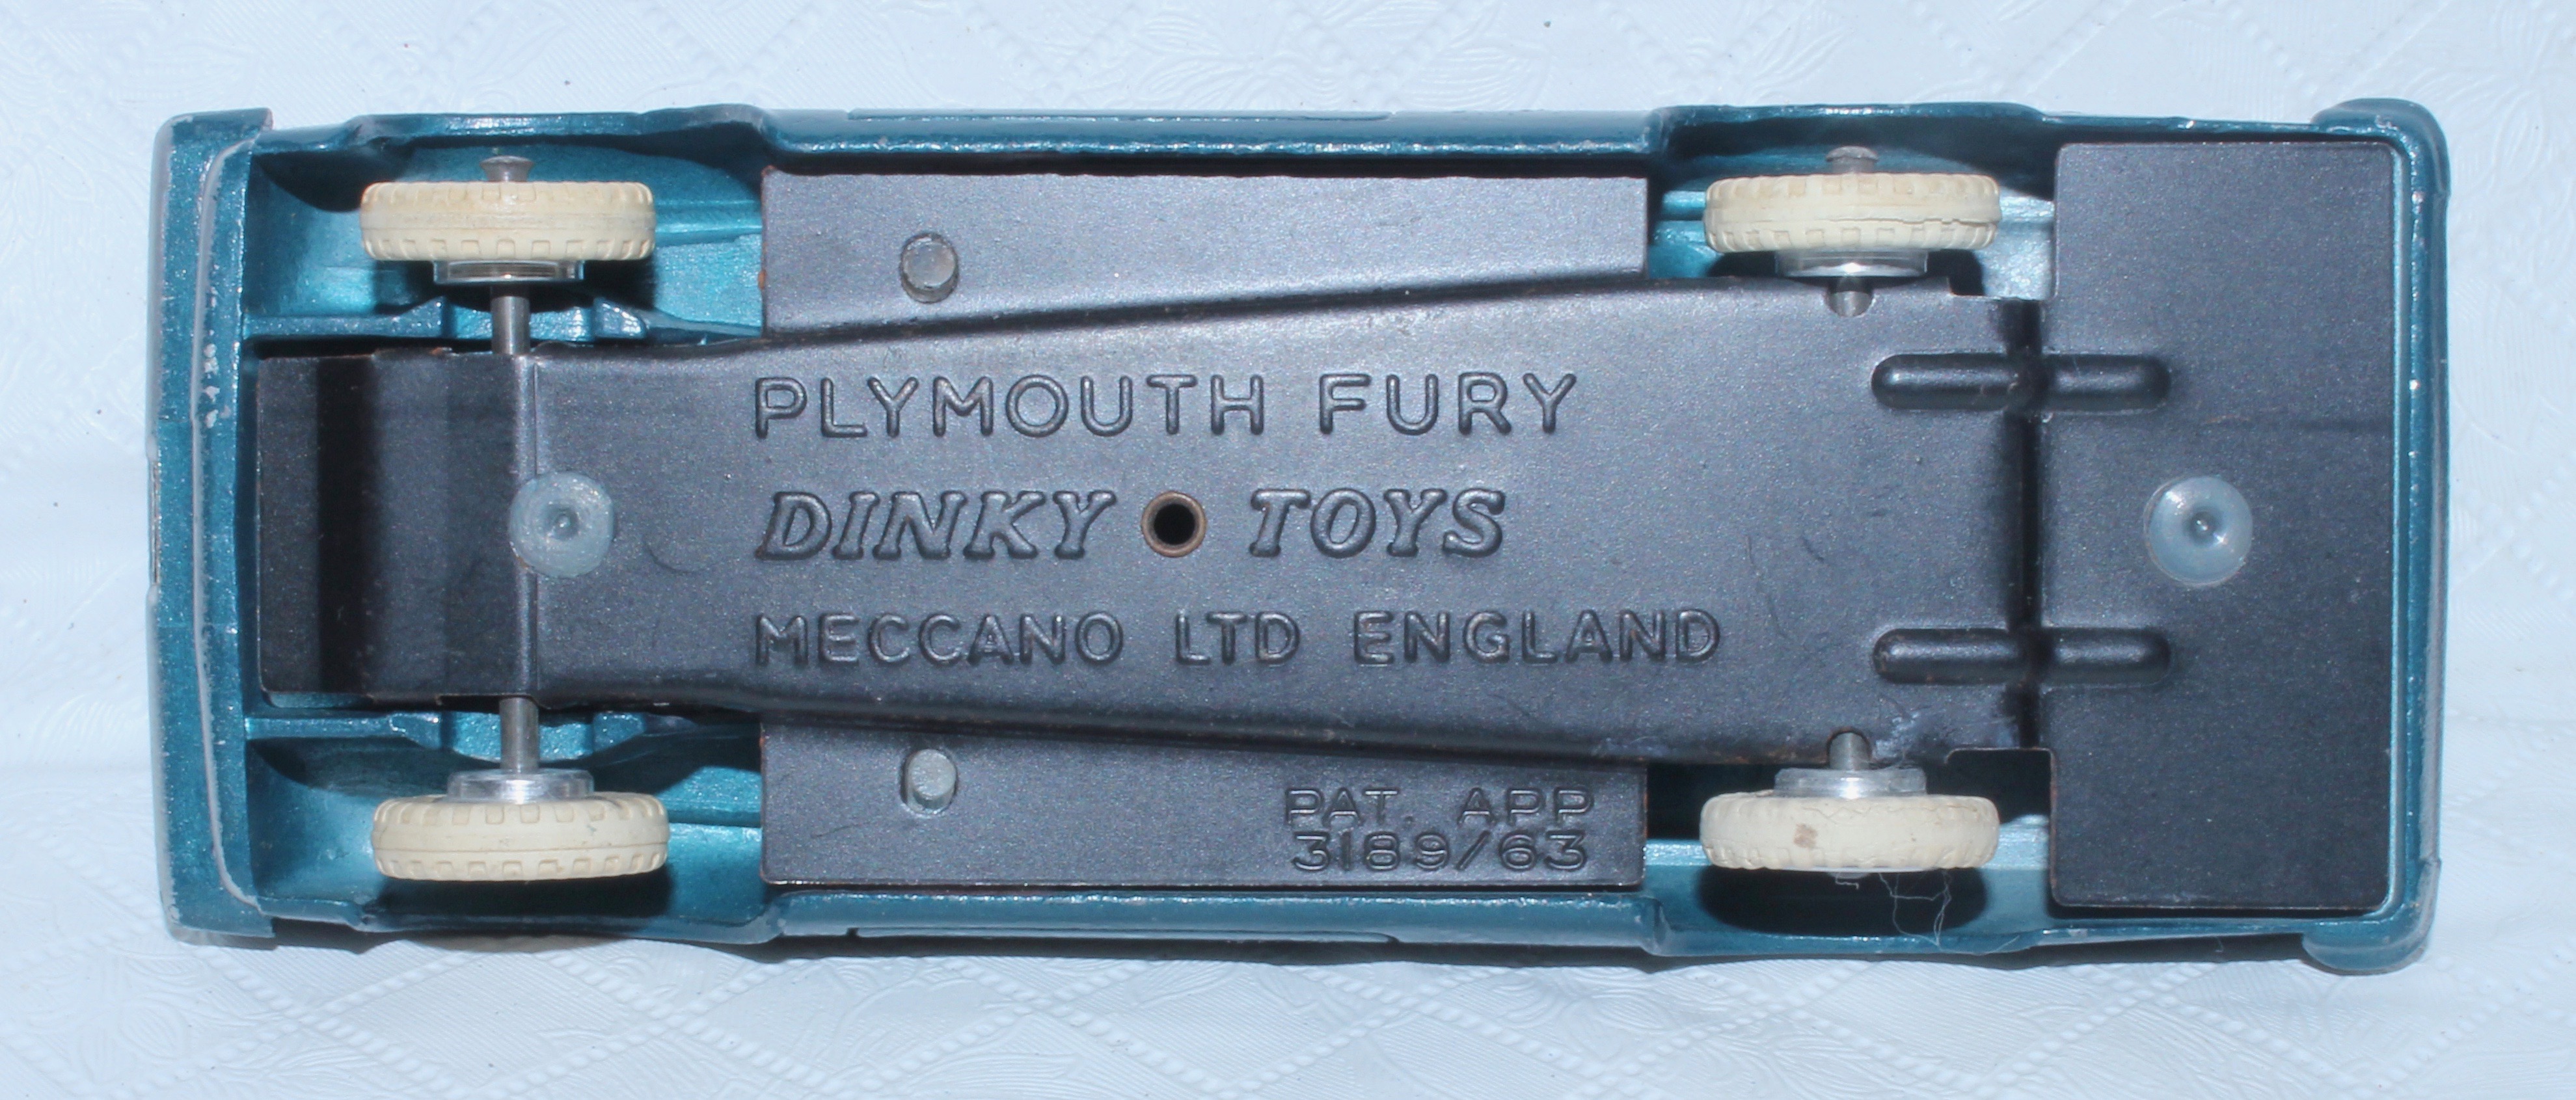 PLYMOUTH FURY
DINKY TOYS
MECCANO LTD ENGLAND
PAT. APP
3189/63